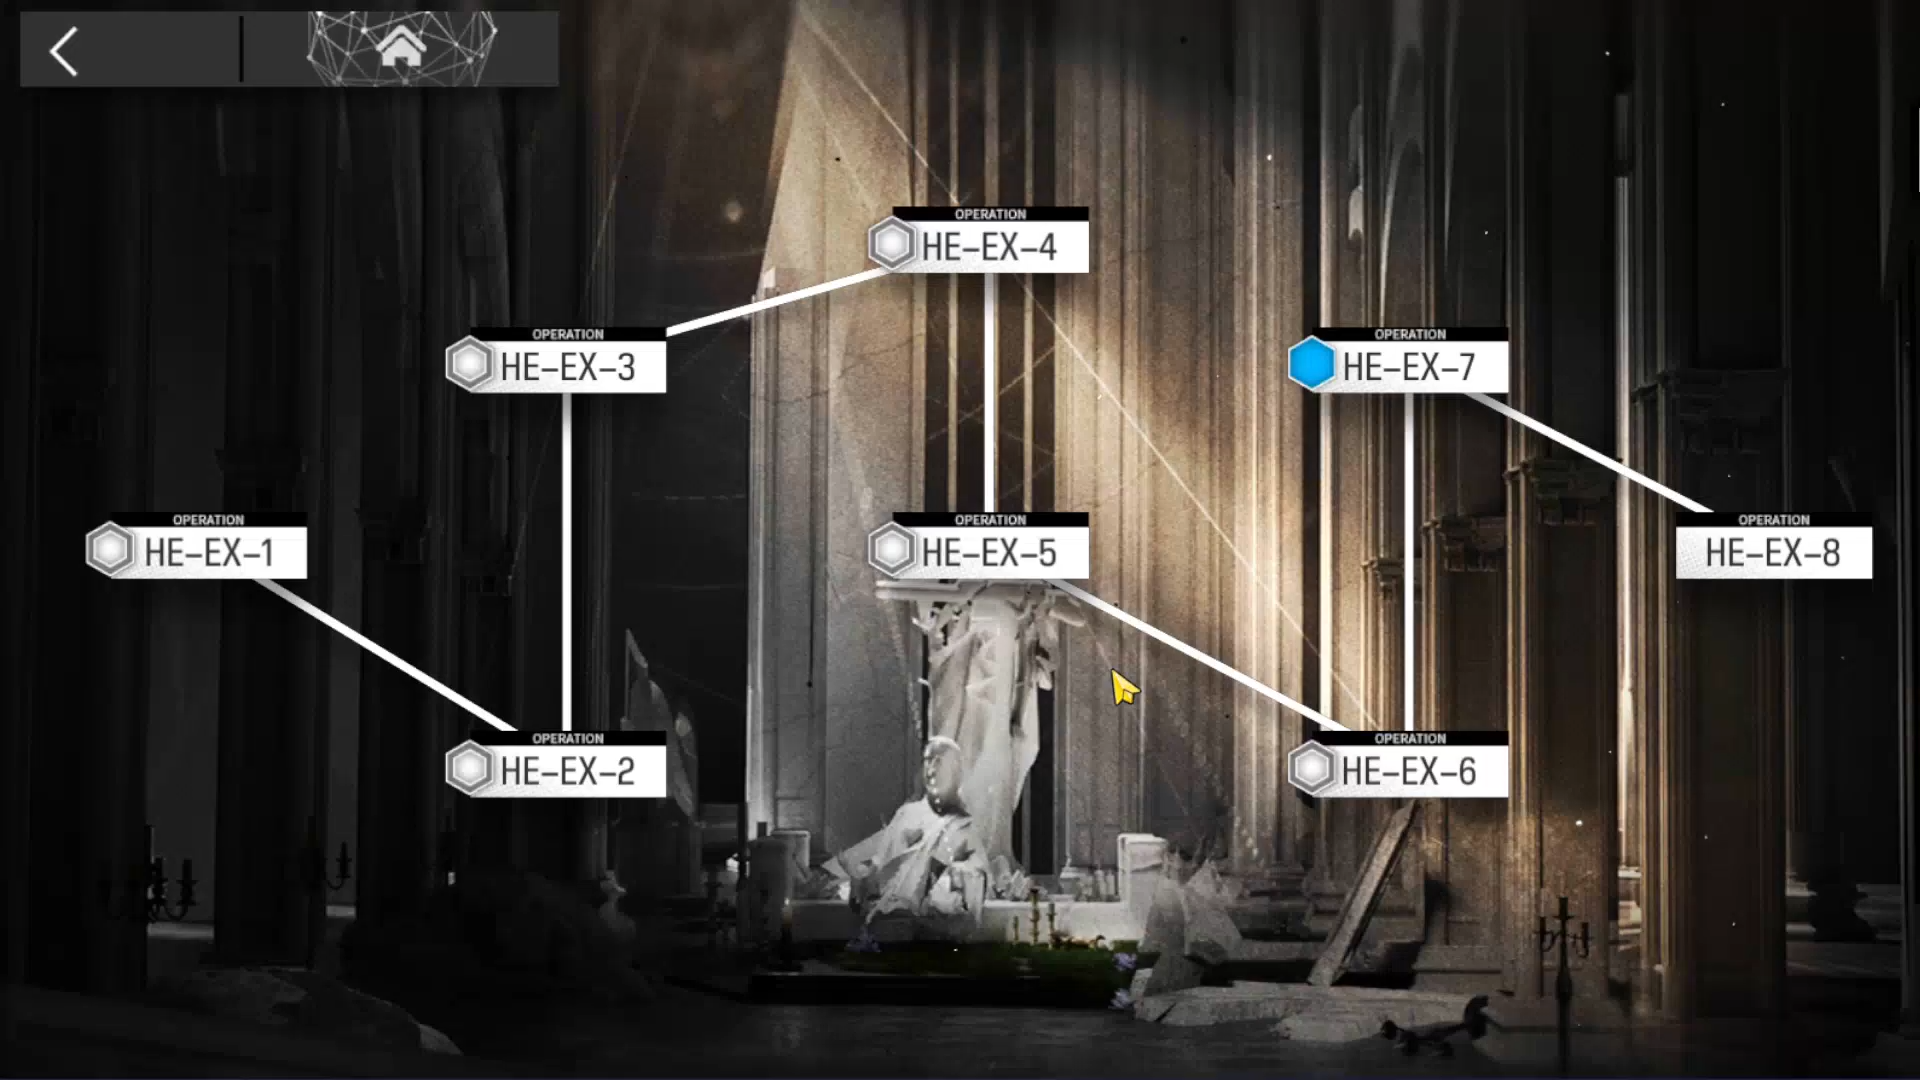 OPERATION
HE-EX-4
OPERATION
HE-EX-3
OPERATION
HE-EX-7
OPERATION
HE-EX-1
OPERATION
HE-EX-5
OPERATION
HE-EX-8
OPERATION
HE-EX-2
OPERATION
HE-EX-6